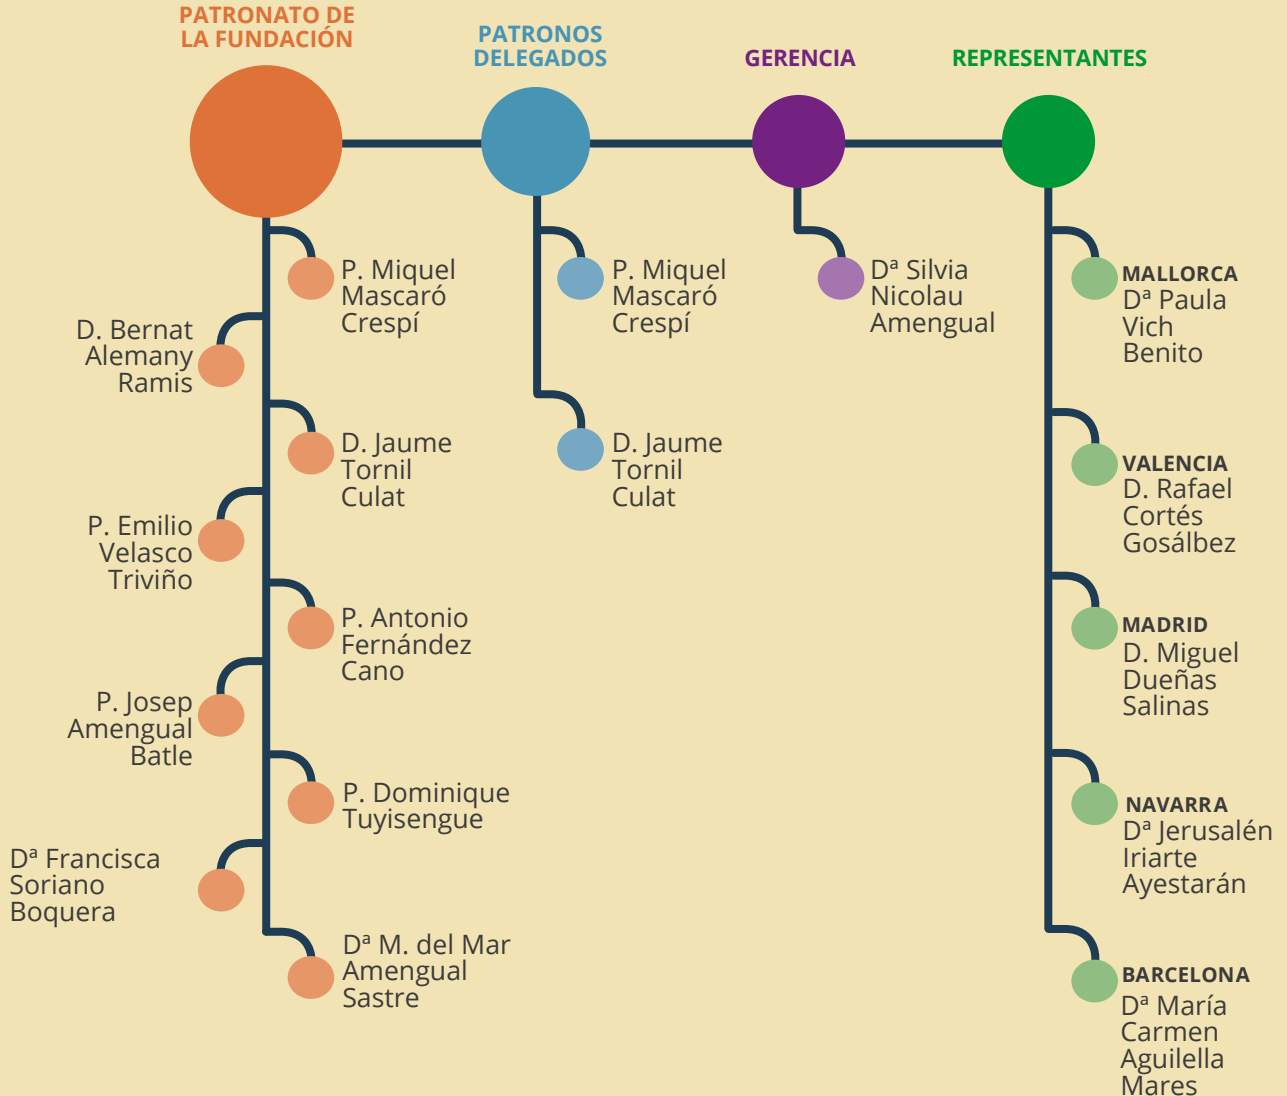 PATRONATO DE
LA FUNDACIÓN
PATRONOS
DELEGADOS
GERENCIA
REPRESENTANTES
P. Miquel
Mascaró
Crespí
D. Bernat
Alemany
Ramis
D. Jaume
Tornil
Culat
P. Emilio
Velasco
Triviño
P. Antonio
Fernández
Cano
P. Josep
Amengual
Batle
P. Dominique
Tuyisengue
Dª Francisca
Soriano
Boquera
Dª M. del Mar
Amengual
Sastre
P. Miquel
Mascaró
Crespí
D. Jaume
Tornil
Culat
Dª Silvia
Nicolau
Amengual
MALLORCA
Dª Paula
Vich
Benito
VALENCIA
D. Rafael
Cortés
Gosálbez
MADRID
D. Miguel
Dueñas
Salinas
NAVARRA
Dª Jerusalén
Iriarte
Ayestarán
BARCELONA
Dª María
Carmen
Aguilella
Mares